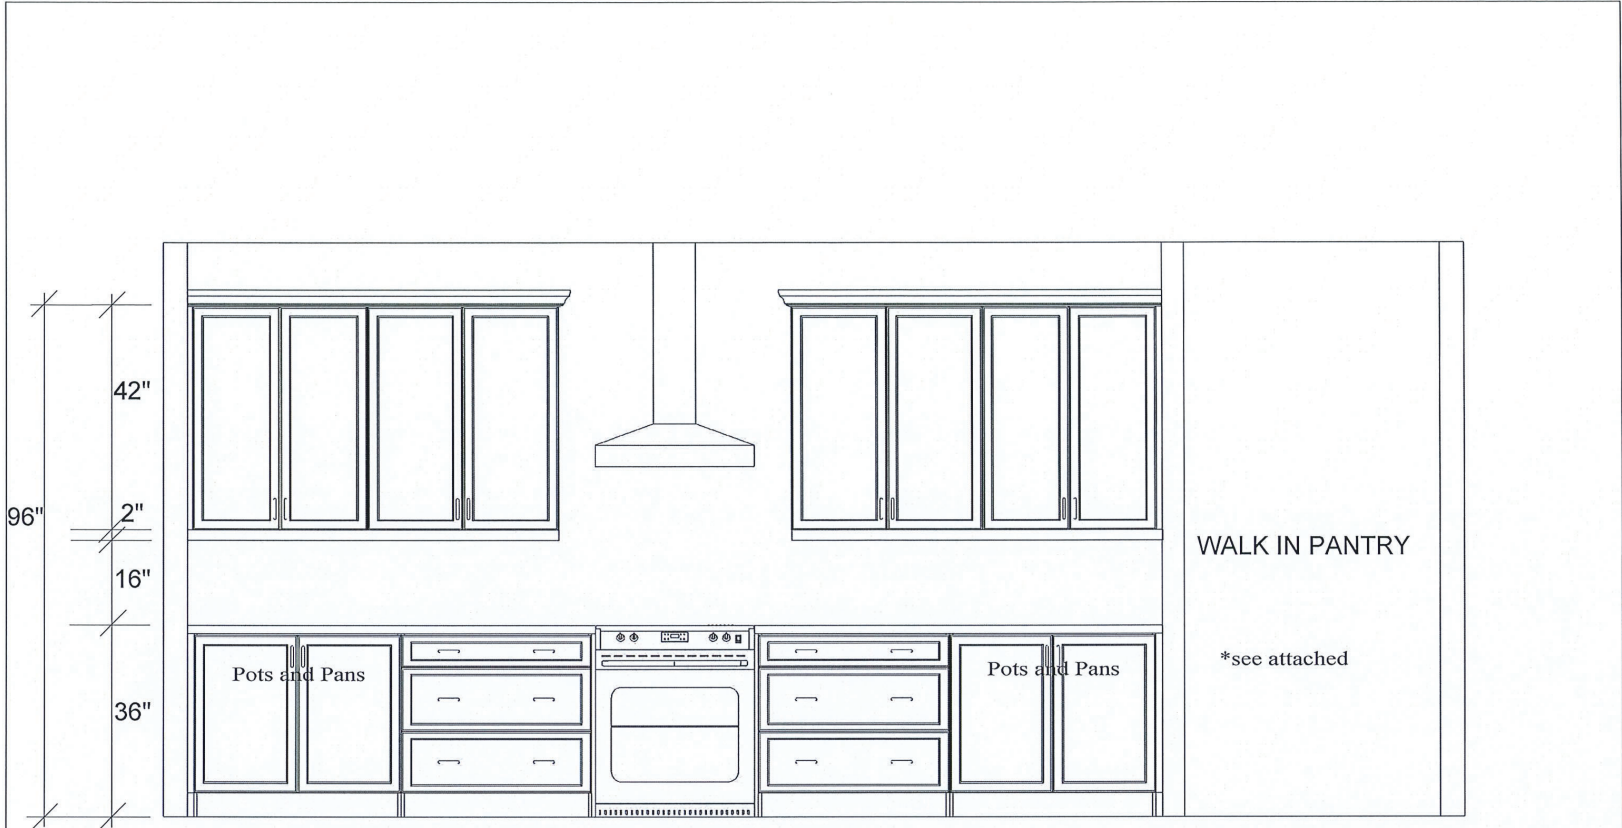 42"
96"
2"
16"
36"
WALK IN PANTRY
*see attached
Pots and Pans
Pots and Pans